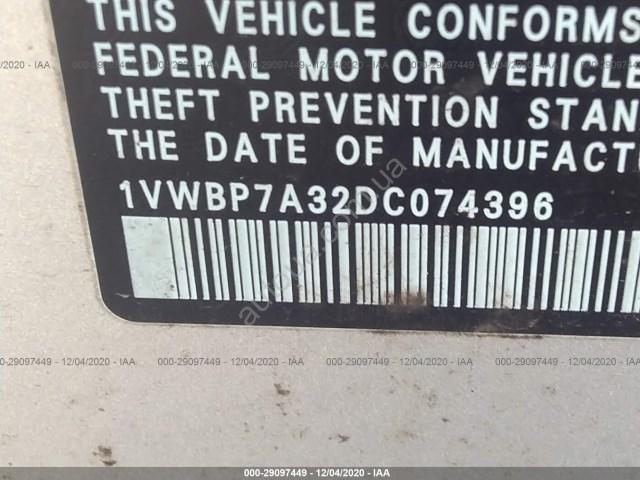 THIS VEHICLE CONFORMS
FEDERAL MOTOR VEHICLE
THEFT PREVENTION STAN
THE DATE OF MANUFACT
1VWBP7A32DC074396
000-29097449 • 12/04/2020 - IAA